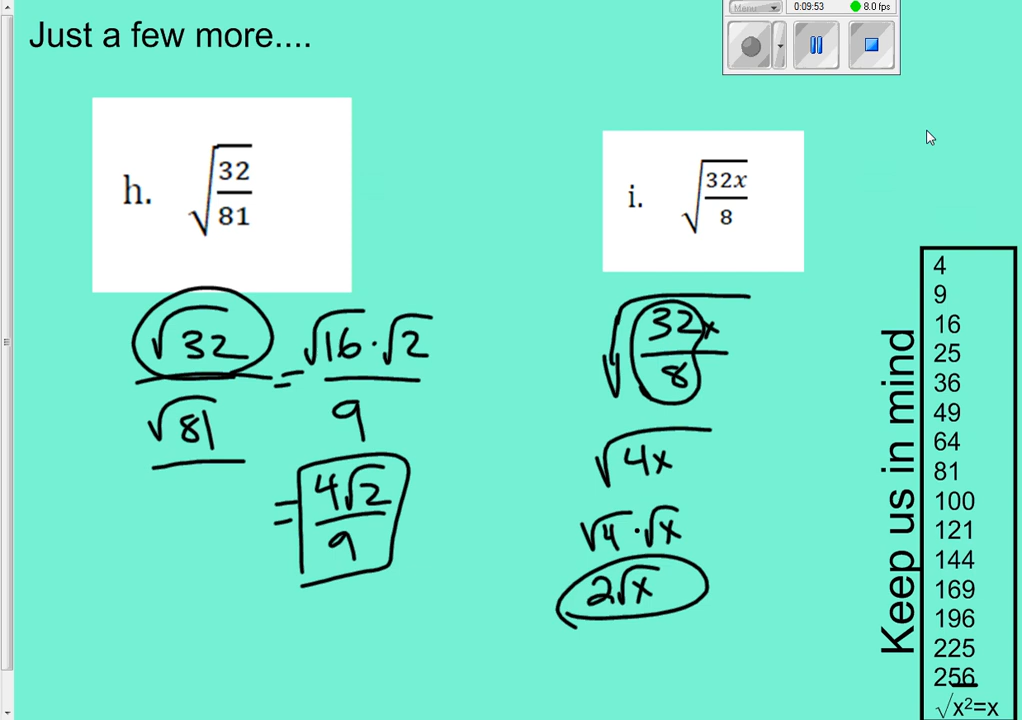 Just a few more....
Menu 0:09:53 8.0 fps
h. √(32/81)
√32/√81 = √16·√2/9
= 4√2/9
i. √(32x/8)
√(32x/8)
√4x
√4·√x
2√x
Keep us in mind
4
9
16
25
36
49
64
81
100
121
144
169
196
225
256
√x²=x